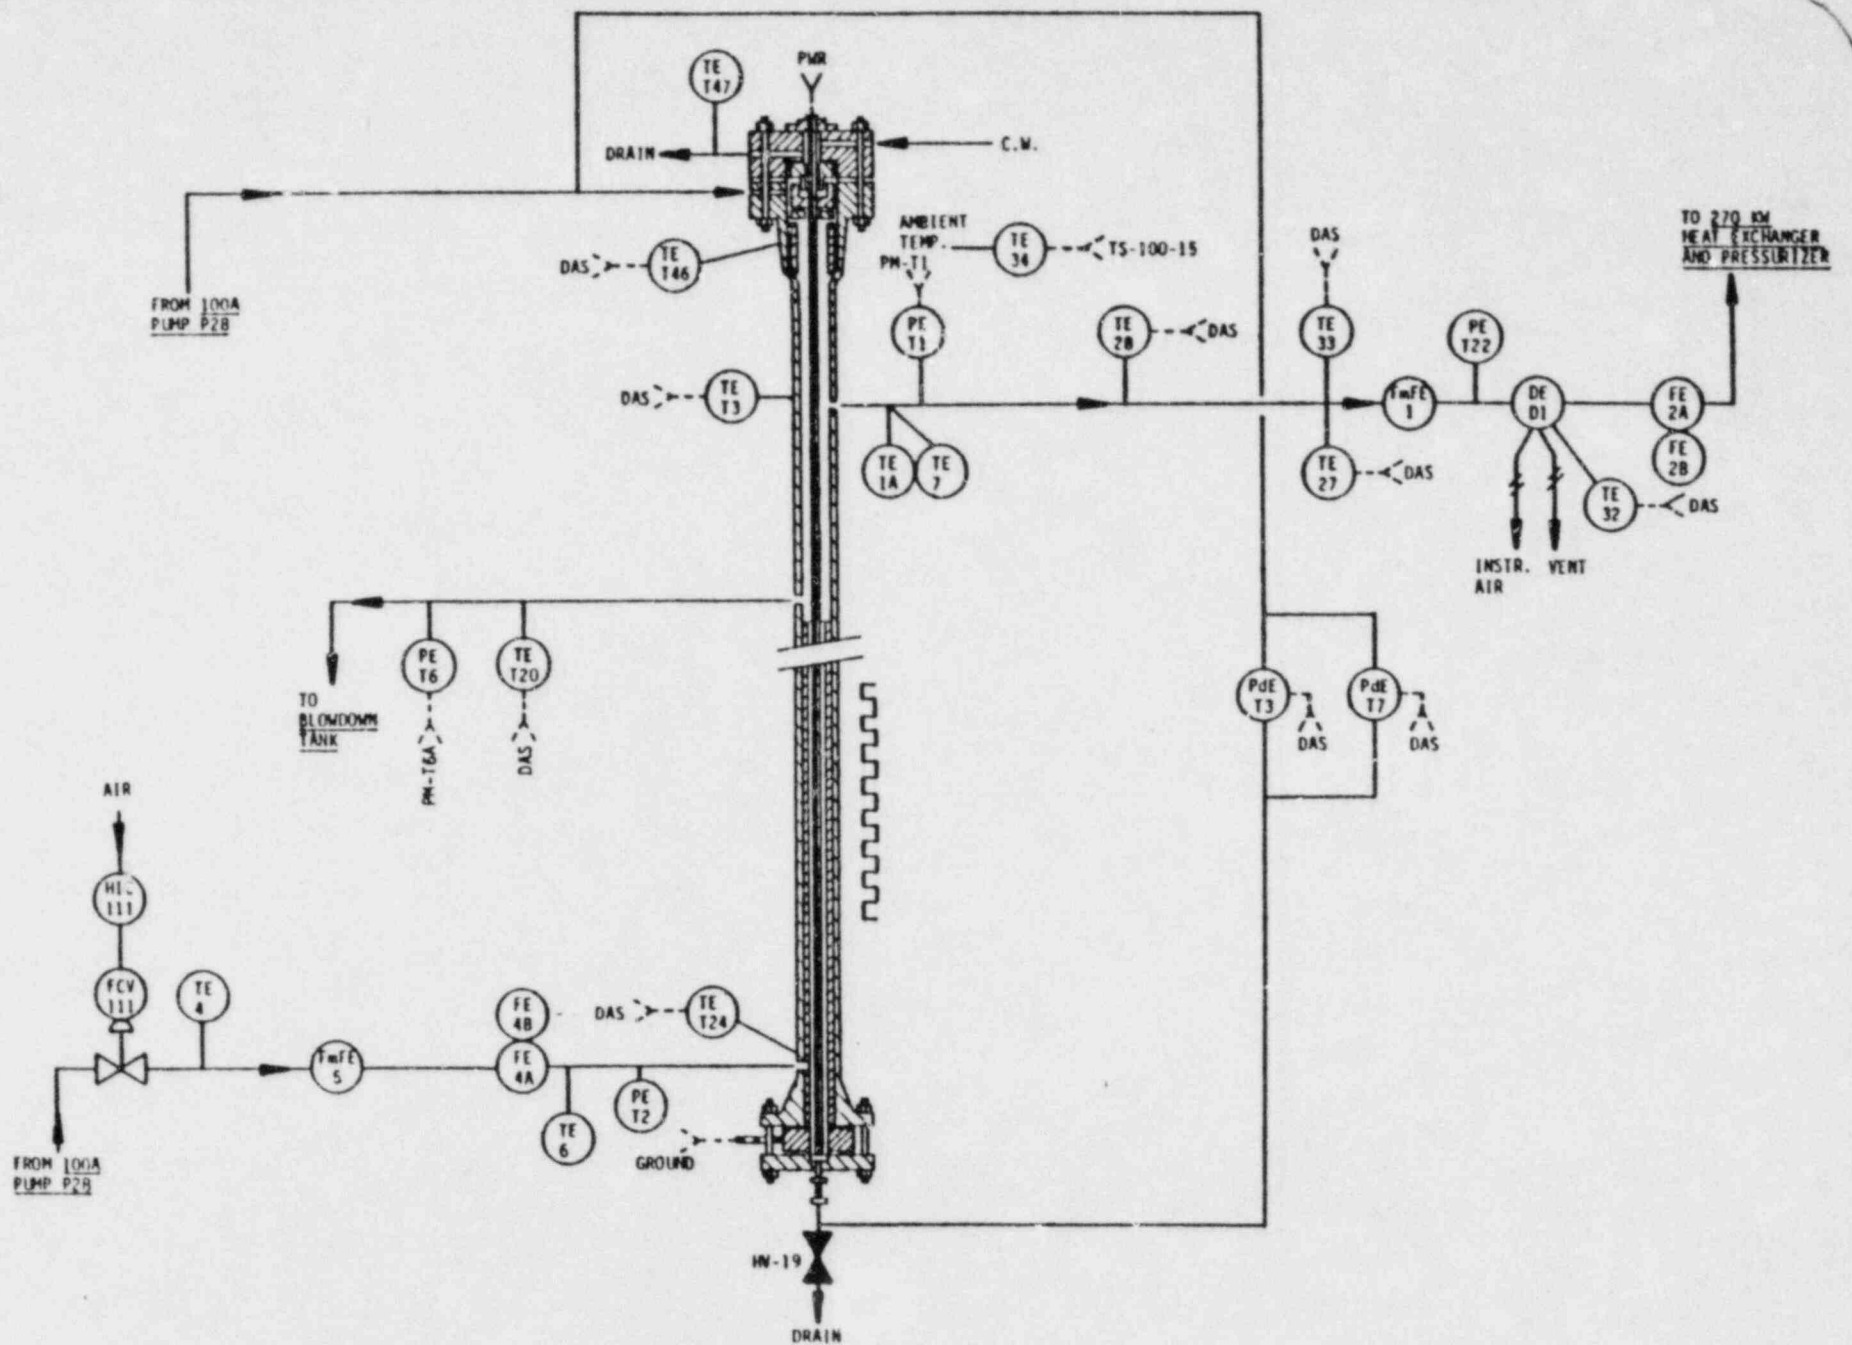 TE
T47
PWR
DRAIN
C.W.
FROM 100A
PUMP P28
DAS
TE
T46
AMBIENT
TEMP.
TE
34
TS-100-15
PM-T1
PE
T1
TE
28
DAS
DAS
TE
33
PE
T22
TO 270 KW
HEAT EXCHANGER
AND PRESSURIZER
DAS
TE
T3
FmFE
1
DE
D1
FE
2A
FE
2B
TE
1A
TE
7
TE
27
DAS
TE
32
DAS
INSTR.
AIR
VENT
TO
BLOWDOWN
TANK
PE
T6
PM-T6A
TE
T20
DAS
PdE
T3
DAS
PdE
T7
DAS
AIR
111
FCV
111
TE
4
FmFE
5
FE
4B
FE
4A
DAS
TE
T24
TE
6
PE
T2
GROUND
FROM 100A
PUMP P28
HV-19
DRAIN